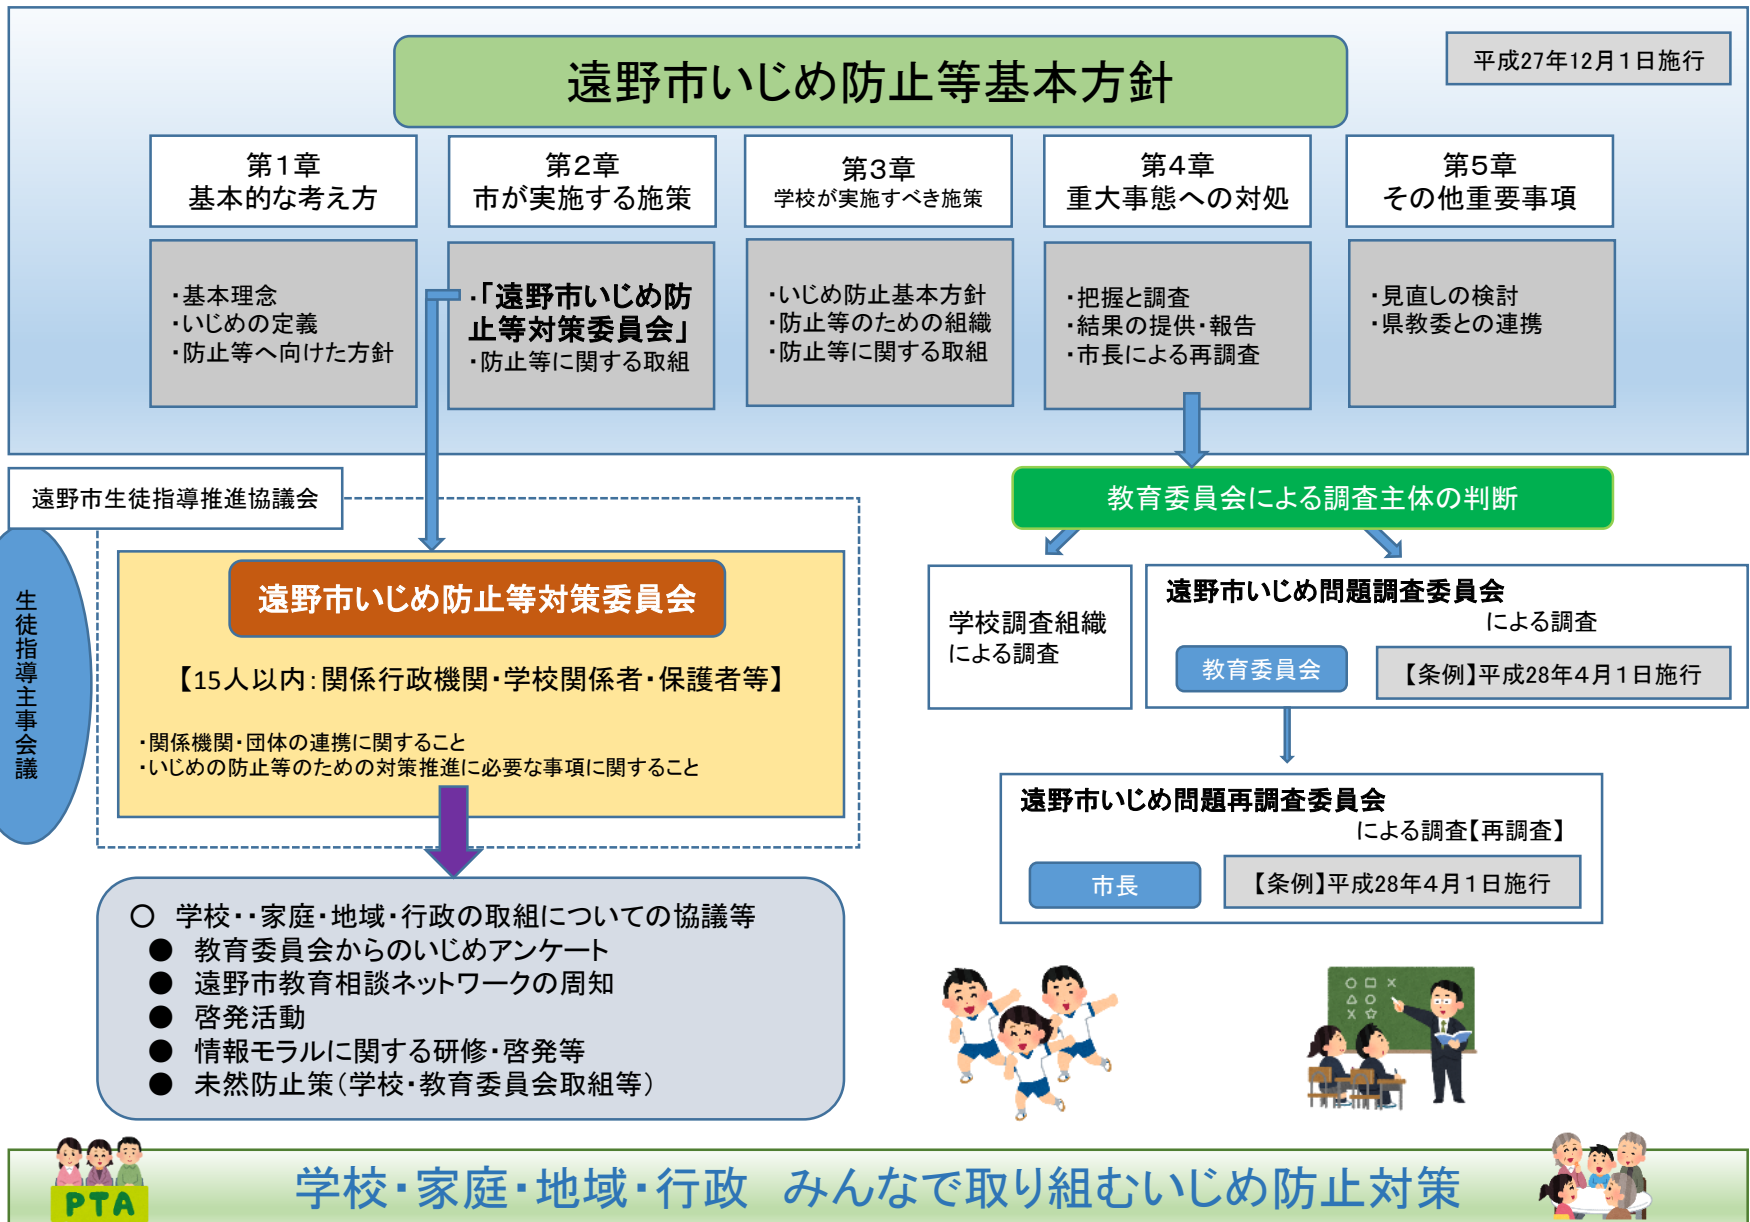 遠野市いじめ防止等基本方針
平成27年12月1日施行
第1章
基本的な考え方
第2章
市が実施する施策
第3章
学校が実施すべき施策
第4章
重大事態への対処
第5章
その他重要事項
・基本理念
・いじめの定義
・防止等へ向けた方針
・「遠野市いじめ防
止等対策委員会」
・防止等に関する取組
・いじめ防止基本方針
・防止等のための組織
・防止等に関する取組
・把握と調査
・結果の提供・報告
・市長による再調査
・見直しの検討
・県教委との連携
遠野市生徒指導推進協議会
生徒指導主事会議
遠野市いじめ防止等対策委員会
【15人以内：関係行政機関・学校関係者・保護者等】
・関係機関・団体の連携に関すること
・いじめの防止等のための対策推進に必要な事項に関すること
○ 学校・・家庭・地域・行政の取組についての協議等
● 教育委員会からのいじめアンケート
● 遠野市教育相談ネットワークの周知
● 啓発活動
● 情報モラルに関する研修・啓発等
● 未然防止策（学校・教育委員会取組等）
教育委員会による調査主体の判断
学校調査組織
による調査
遠野市いじめ問題調査委員会
による調査
教育委員会
【条例】平成28年4月1日施行
遠野市いじめ問題再調査委員会
による調査【再調査】
市長
【条例】平成28年4月1日施行
○ □ ×
△ ○
× ☆
PTA
学校・家庭・地域・行政　みんなで取り組むいじめ防止対策